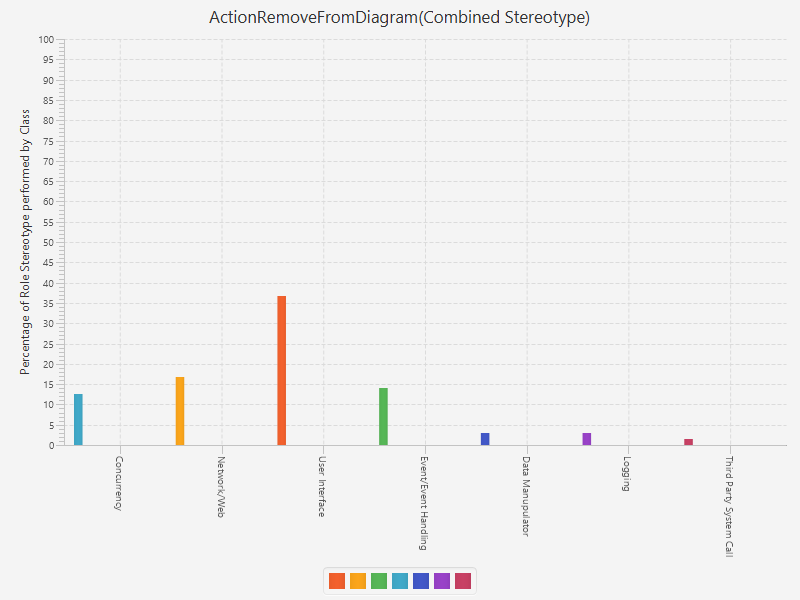 ActionRemoveFromDiagram(Combined Stereotype)
Percentage of Role Stereotype performed by Class
100
95
90
85
80
75
70
65
60
55
50
45
40
35
30
25
20
15
10
5
0
Concurrency
Network/Web
User Interface
Event/Event Handling
Data Manupulator
Logging
Third Party System Call